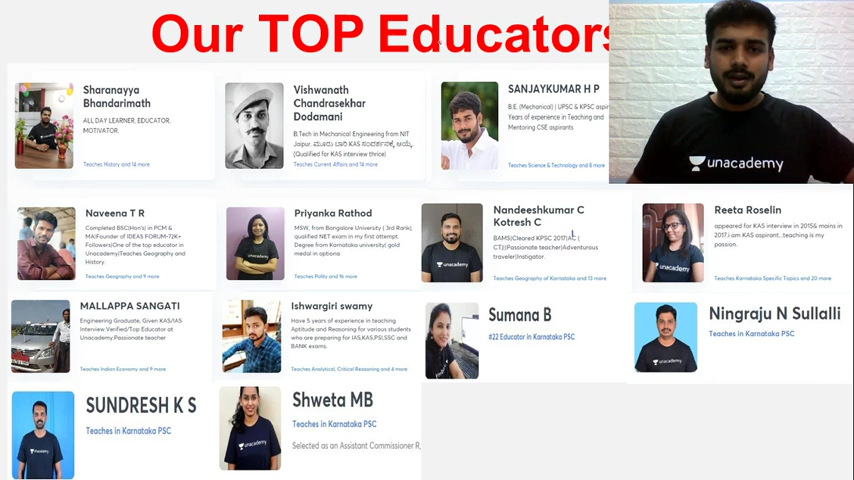 Our TOP Educators
unacademy
Sharanayya
Bhandarimath
ALL DAY LEARNER, EDUCATOR,
MOTIVATOR.
Teaches History and 14 more
Vishwanath
Chandrasekhar
Dodamani
B.Tech in Mechanical Engineering from NIT
Jaipur. ಮೂರು ಬಾರಿ KAS ಸಂದರ್ಶನಕ್ಕೆ ಆಯ್ಕೆ.
(Qualified for KAS interview thrice)
Teaches Current Affairs and 14 more
SANJAYKUMAR H P
B.E. (Mechanical) | UPSC & KPSC aspir
Years of experience in Teaching and
Mentoring CSE aspirants
Teaches Science & Technology and 8 more
Naveena T R
Completed BSC(Hon's) in PCM &
MA|Founder of IDEAS FORUM-72K+
Followers|One of the top educator in
Unacademy|Teaches Geography and
History.
Teaches Geography and 9 more
Priyanka Rathod
MSW, from Bangalore University ( 3rd Rank),
qualified NET exam in my first attempt.
Degree from Karnataka university( gold
medal in optiona
Teaches Polity and 16 more
unacademy
Nandeeshkumar C
Kotresh C
BAMS|Cleared KPSC 2017|AC (
CT)|Passionate teacher|Adventurous
traveler|Instigator.
Teaches Geography of Karnataka and 13 more
unacademy
Reeta Roselin
appeared for KAS interview in 2015& mains in
2017.i am KAS aspirant...teaching is my
passion.
Teaches Karnataka Specific Topics and 20 more
unacademy
MALLAPPA SANGATI
Engineering Graduate, Given KAS/IAS
Interview.Verified/Top Educator at
Unacademy.Passionate teacher
Teaches Indian Economy and 9 more
Ishwargiri swamy
Have 5 years of experience in teaching
Aptitude and Reasoning for various students
who are preparing for IAS,KAS,PSI,SSC and
BANK exams.
Teaches Analytical, Critical Reasoning and 4 more
Sumana B
#22 Educator in Karnataka PSC
Ningraju N Sullalli
Teaches in Karnataka PSC
unacademy
SUNDRESH K S
Teaches in Karnataka PSC
unacademy
Shweta MB
Teaches in Karnataka PSC
Selected as an Assistant Commissioner R,
unacademy